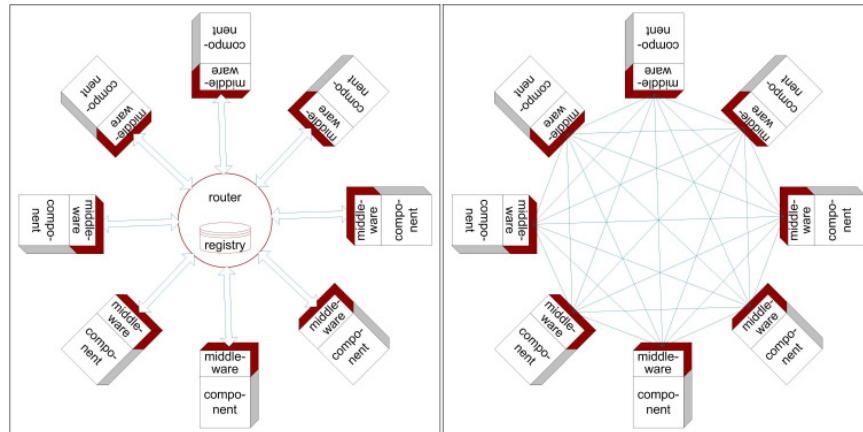 middle-
ware
compo-
nent
middle-
ware
compo-
nent
middle-
ware
compo-
nent
middle-
ware
compo-
nent
router
registry
middle-
ware
compo-
nent
middle-
ware
compo-
nent
middle-
ware
compo-
nent
middle-
ware
compo-
nent
middle-
ware
compo-
nent
middle-
ware
compo-
nent
middle-
ware
compo-
nent
middle-
ware
compo-
nent
middle-
ware
compo-
nent
middle-
ware
compo-
nent
middle-
ware
compo-
nent
middle-
ware
compo-
nent